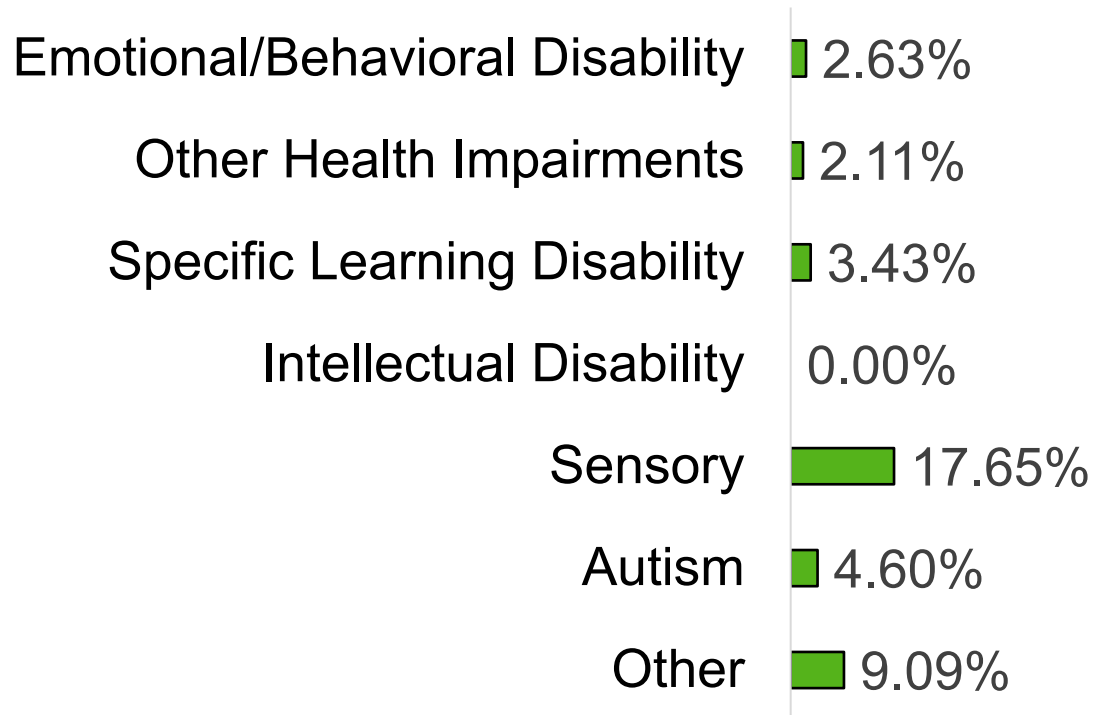 Emotional/Behavioral Disability 2.63%
Other Health Impairments 2.11%
Specific Learning Disability 3.43%
Intellectual Disability 0.00%
Sensory 17.65%
Autism 4.60%
Other 9.09%